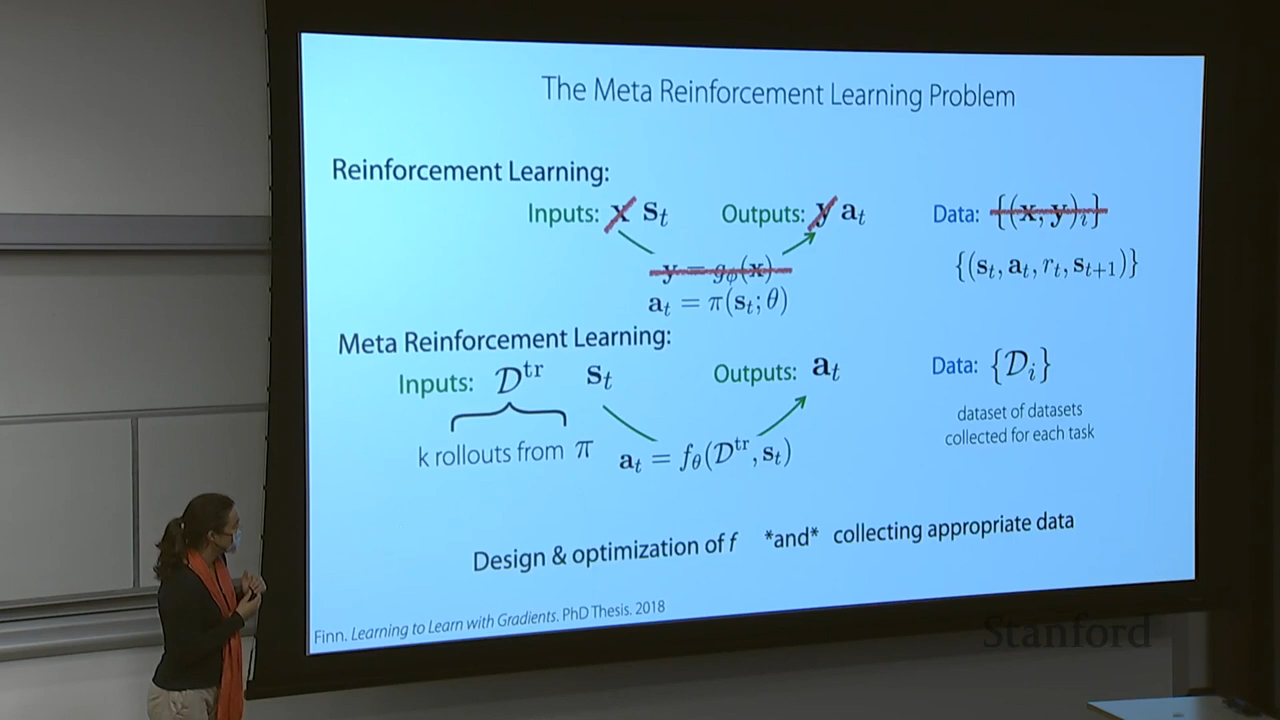 The Meta Reinforcement Learning Problem
Reinforcement Learning:
Inputs: x s_t Outputs: y a_t Data: {(x, y)_i}
y = g_ϕ(x) {(s_t, a_t, r_t, s_{t+1})}
a_t = π(s_t; θ)
Meta Reinforcement Learning:
Inputs: 𝒟^tr s_t Outputs: a_t Data: {𝒟_i}
dataset of datasets
collected for each task
k rollouts from π a_t = f_θ(𝒟^tr, s_t)
Design & optimization of f *and* collecting appropriate data
Finn. Learning to Learn with Gradients. PhD Thesis. 2018
Stanford